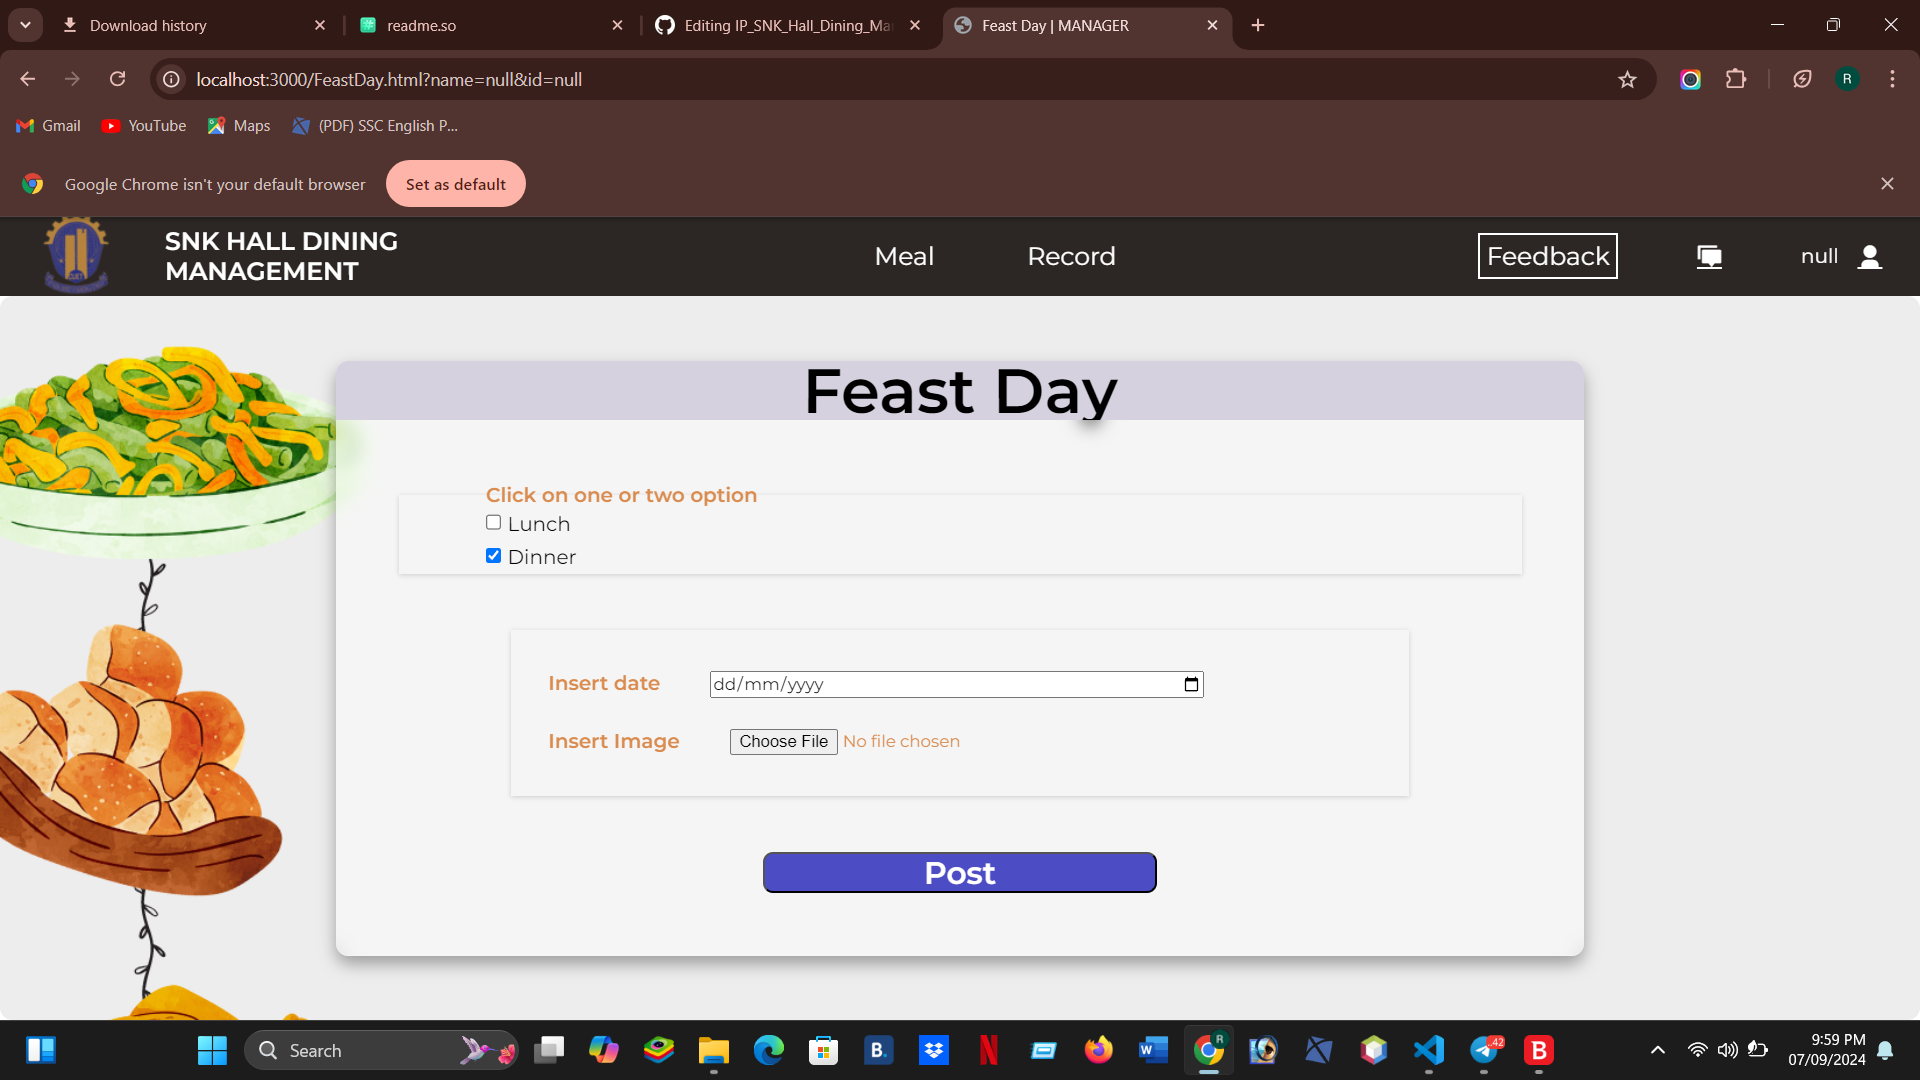 Download history
readme.so
Editing IP_SNK_Hall_Dining_Ma
Feast Day | MANAGER
localhost:3000/FeastDay.html?name=null&id=null
R
Gmail
YouTube
Maps
(PDF) SSC English P...
Google Chrome isn't your default browser
Set as default
SNK HALL DINING
MANAGEMENT
Meal
Record
Feedback
null
Feast Day
Click on one or two option
Lunch
Dinner
Insert date
dd/mm/yyyy
Insert Image
Choose File
No file chosen
Post
Search
B.
N
W
R
.42
B
9:59 PM
07/09/2024